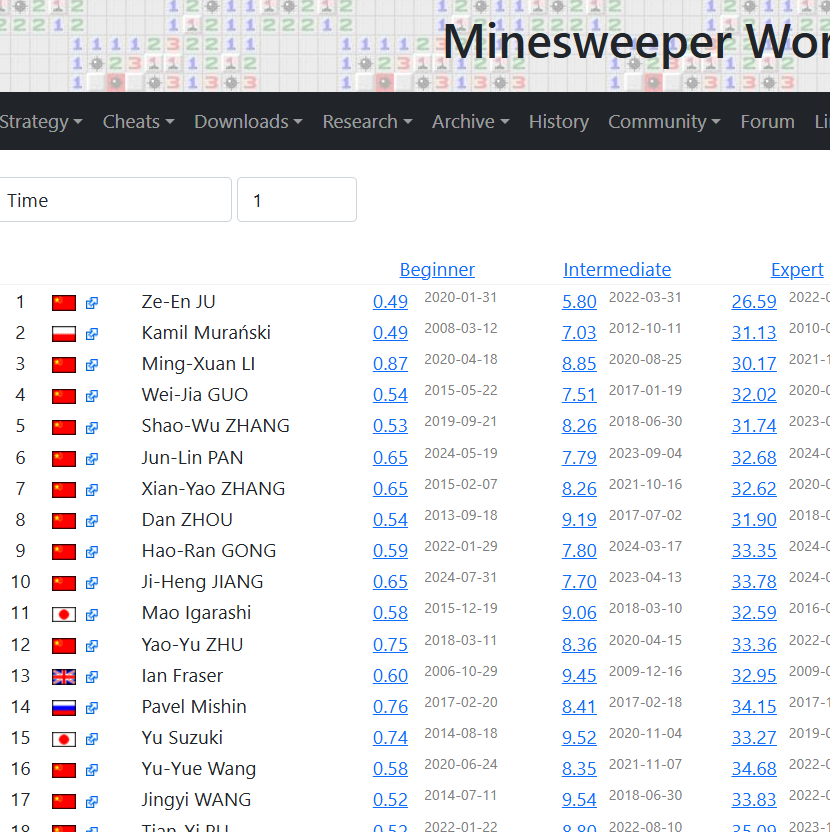 Minesweeper Wor
Strategy Cheats Downloads Research Archive History Community Forum Li
Time 1
Beginner Intermediate Expert
1 Ze-En JU 0.49 2020-01-31 5.80 2022-03-31 26.59 2022-0
2 Kamil Murański 0.49 2008-03-12 7.03 2012-10-11 31.13 2010-0
3 Ming-Xuan LI 0.87 2020-04-18 8.85 2020-08-25 30.17 2021-1
4 Wei-Jia GUO 0.54 2015-05-22 7.51 2017-01-19 32.02 2020-0
5 Shao-Wu ZHANG 0.53 2019-09-21 8.26 2018-06-30 31.74 2023-0
6 Jun-Lin PAN 0.65 2024-05-19 7.79 2023-09-04 32.68 2024-0
7 Xian-Yao ZHANG 0.65 2015-02-07 8.26 2021-10-16 32.62 2020-0
8 Dan ZHOU 0.54 2013-09-18 9.19 2017-07-02 31.90 2018-0
9 Hao-Ran GONG 0.59 2022-01-29 7.80 2024-03-17 33.35 2024-0
10 Ji-Heng JIANG 0.65 2024-07-31 7.70 2023-04-13 33.78 2024-0
11 Mao Igarashi 0.58 2015-12-19 9.06 2018-03-10 32.59 2016-0
12 Yao-Yu ZHU 0.75 2018-03-11 8.36 2020-04-15 33.36 2022-0
13 Ian Fraser 0.60 2006-10-29 9.45 2009-12-16 32.95 2009-0
14 Pavel Mishin 0.76 2017-02-20 8.41 2017-02-18 34.15 2017-1
15 Yu Suzuki 0.74 2014-08-18 9.52 2020-11-04 33.27 2019-0
16 Yu-Yue Wang 0.58 2020-06-24 8.35 2021-11-07 34.68 2022-0
17 Jingyi WANG 0.52 2014-07-11 9.54 2018-06-30 33.83 2022-0
18 Tian-Xi PU 0.52 2022-01-22 8.80 2022-08-10 35.09 2023-1